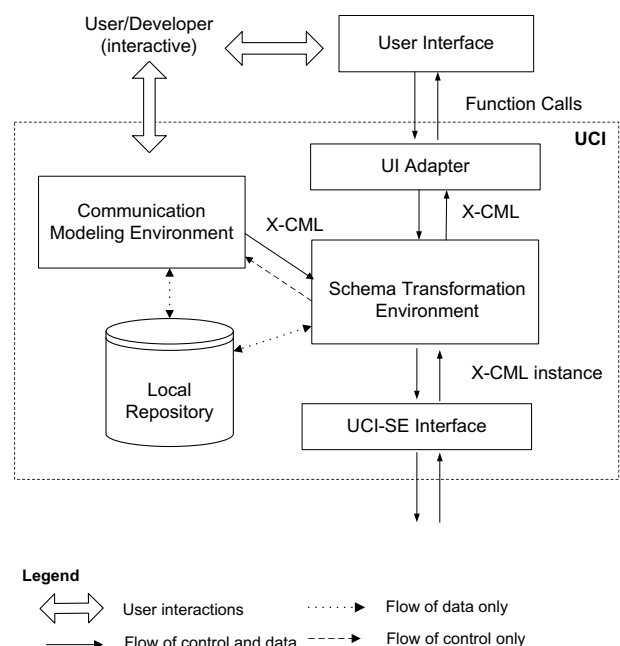 User/Developer
(interactive)
User Interface
Function Calls
UCI
UI Adapter
Communication
Modeling Environment
X-CML
X-CML
Schema Transformation
Environment
Local
Repository
X-CML instance
UCI-SE Interface
Legend
User interactions
Flow of data only
Flow of control and data
Flow of control only